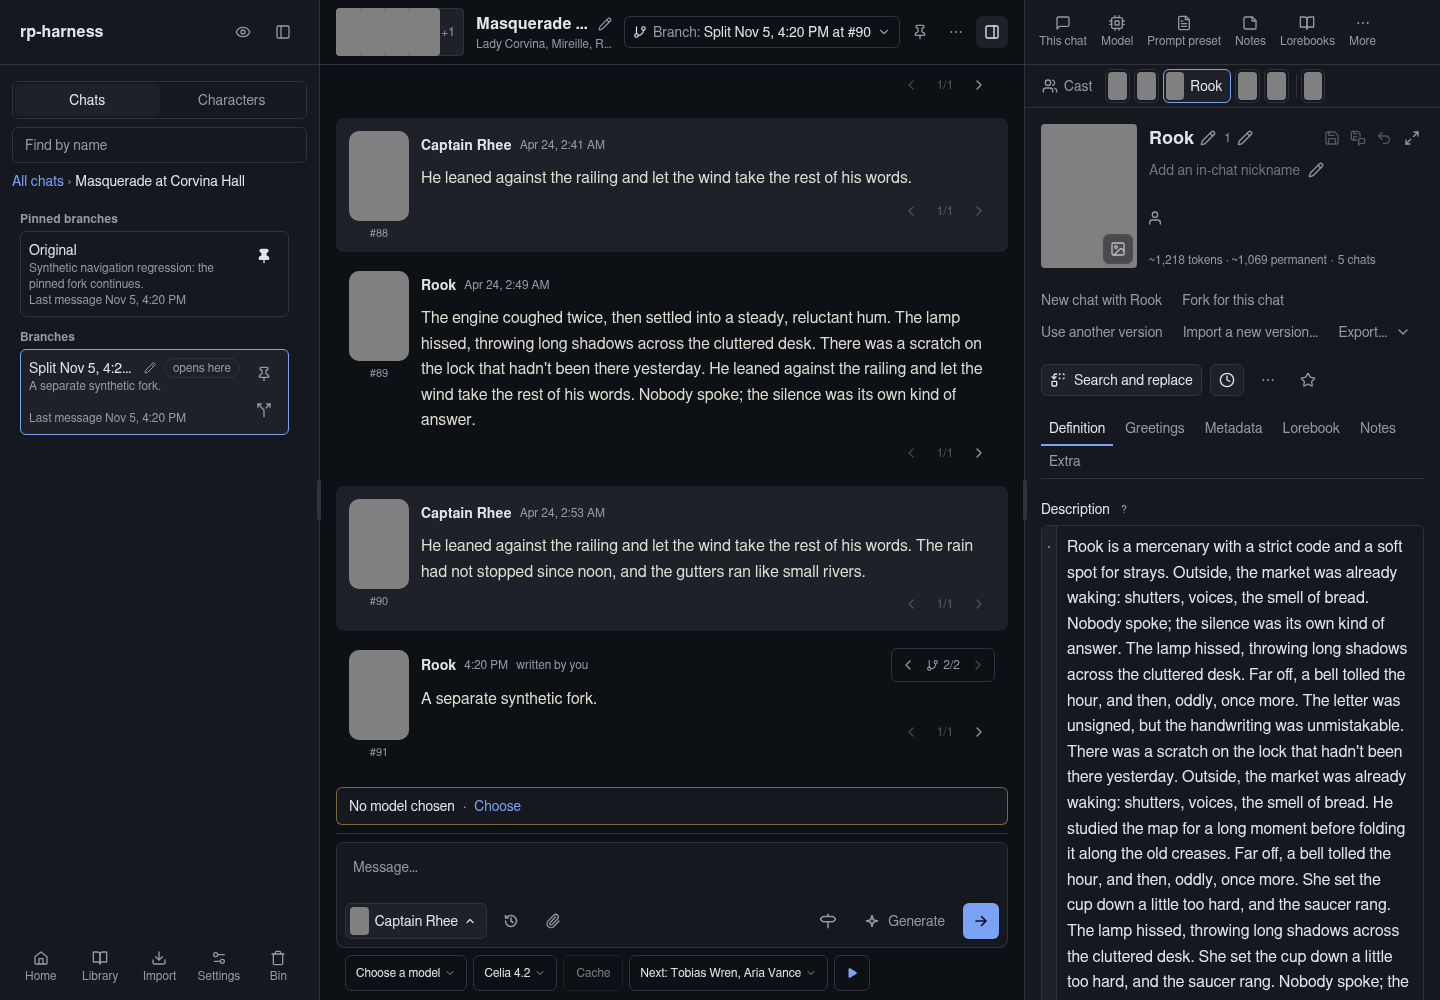 rp-harness
Chats
Characters
Find by name
All chats › Masquerade at Corvina Hall
Pinned branches
Original
Synthetic navigation regression: the
pinned fork continues.
Last message Nov 5, 4:20 PM
Branches
Split Nov 5, 4:2...
opens here
A separate synthetic fork.
Last message Nov 5, 4:20 PM
Home
Library
Import
Settings
Bin
+1
Masquerade ...
Lady Corvina, Mireille, R...
Branch: Split Nov 5, 4:20 PM at #90
1/1
Captain Rhee Apr 24, 2:41 AM
He leaned against the railing and let the wind take the rest of his words.
1/1
#88
Rook Apr 24, 2:49 AM
The engine coughed twice, then settled into a steady, reluctant hum. The lamp
hissed, throwing long shadows across the cluttered desk. There was a scratch on
the lock that hadn't been there yesterday. He leaned against the railing and let the
wind take the rest of his words. Nobody spoke; the silence was its own kind of
answer.
#89
1/1
Captain Rhee Apr 24, 2:53 AM
He leaned against the railing and let the wind take the rest of his words. The rain
had not stopped since noon, and the gutters ran like small rivers.
#90
1/1
Rook 4:20 PM written by you
2/2
A separate synthetic fork.
1/1
#91
No model chosen · Choose
Message...
Captain Rhee
Generate
Choose a model
Celia 4.2
Cache
Next: Tobias Wren, Aria Vance
This chat
Model
Prompt preset
Notes
Lorebooks
More
Cast
Rook
Rook
1
Add an in-chat nickname
~1,218 tokens · ~1,069 permanent · 5 chats
New chat with Rook
Fork for this chat
Use another version
Import a new version...
Export...
Search and replace
Definition
Greetings
Metadata
Lorebook
Notes
Extra
Description ?
Rook is a mercenary with a strict code and a soft
spot for strays. Outside, the market was already
waking: shutters, voices, the smell of bread.
Nobody spoke; the silence was its own kind of
answer. The lamp hissed, throwing long shadows
across the cluttered desk. Far off, a bell tolled the
hour, and then, oddly, once more. The letter was
unsigned, but the handwriting was unmistakable.
There was a scratch on the lock that hadn't been
there yesterday. Outside, the market was already
waking: shutters, voices, the smell of bread. He
studied the map for a long moment before folding
it along the old creases. Far off, a bell tolled the
hour, and then, oddly, once more. She set the
cup down a little too hard, and the saucer rang.
The lamp hissed, throwing long shadows across
the cluttered desk. She set the cup down a little
too hard, and the saucer rang. Nobody spoke; the